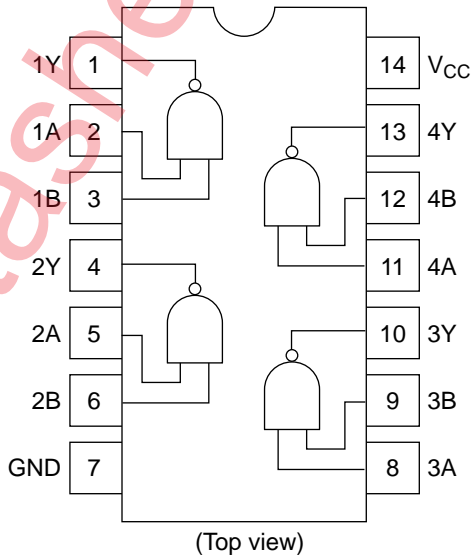 1Y 1 14 VCC
1A 2 13 4Y
1B 3 12 4B
2Y 4 11 4A
2A 5 10 3Y
2B 6 9 3B
GND 7 8 3A
(Top view)